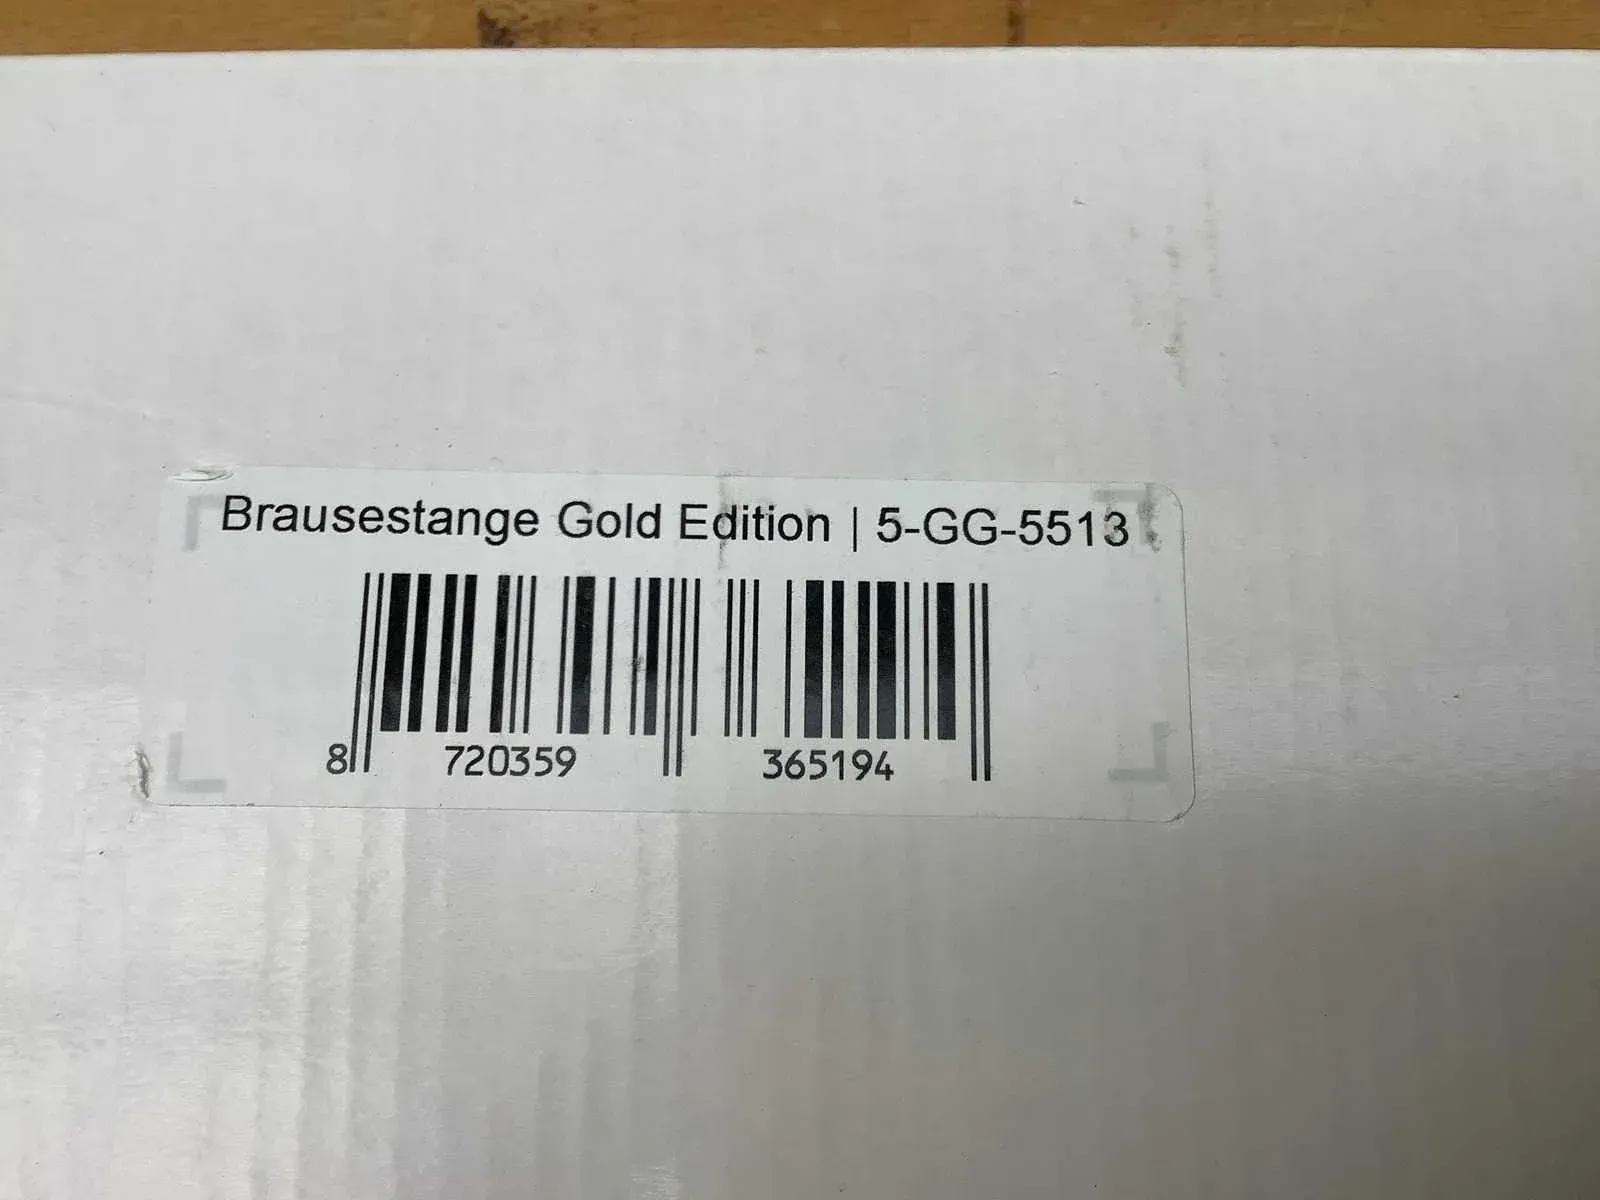 Brausestange Gold Edition | 5-GG-5513
8 720359 365194